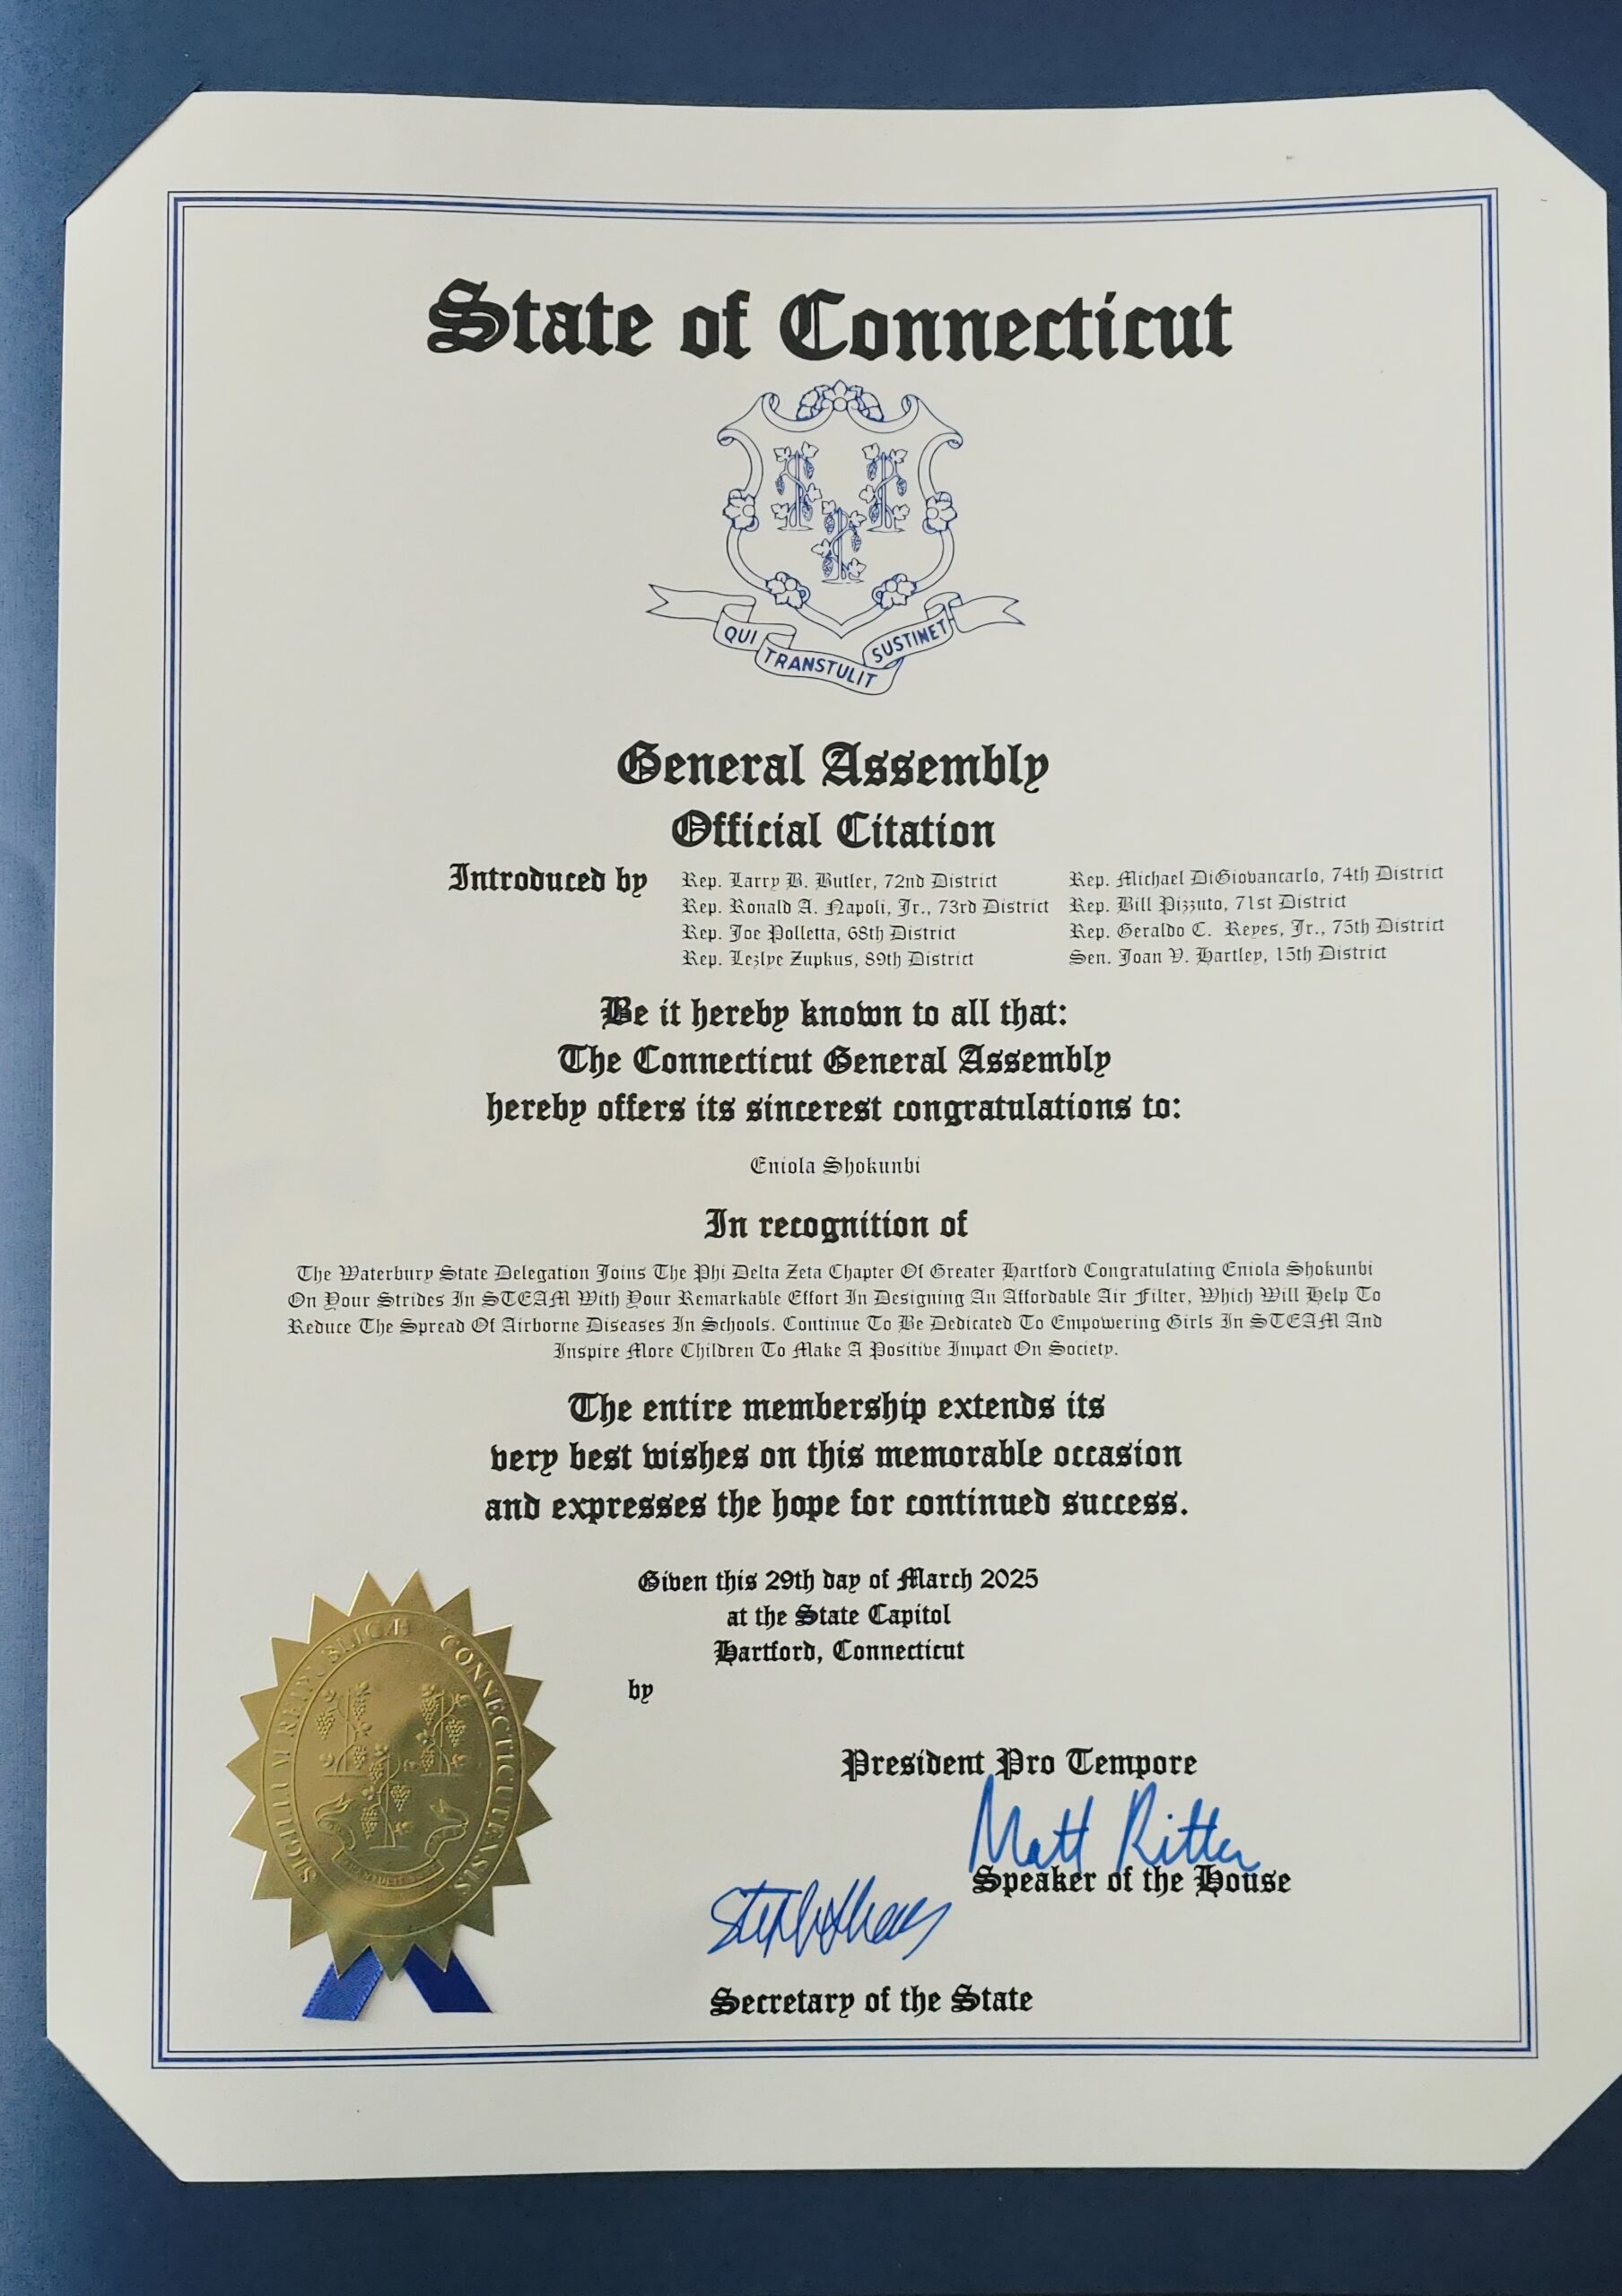 State of Connecticut
QUI TRANSTULIT SUSTINET
General Assembly
Official Citation
Introduced by
Rep. Larry B. Butler, 72nd District
Rep. Ronald A. Napoli, Jr., 73rd District
Rep. Joe Polletta, 68th District
Rep. Lezlye Zupkus, 89th District
Rep. Michael DiGiovancarlo, 74th District
Rep. Bill Pizzuto, 71st District
Rep. Geraldo C. Reyes, Jr., 75th District
Sen. Joan V. Hartley, 15th District
Be it hereby known to all that:
The Connecticut General Assembly
hereby offers its sincerest congratulations to:
Eniola Shokunbi
In recognition of
The Waterbury State Delegation Joins The Phi Delta Zeta Chapter Of Greater Hartford Congratulating Eniola Shokunbi
On Your Strides In STEAM With Your Remarkable Effort In Designing An Affordable Air Filter, Which Will Help To
Reduce The Spread Of Airborne Diseases In Schools. Continue To Be Dedicated To Empowering Girls In STEAM And
Inspire More Children To Make A Positive Impact On Society.
The entire membership extends its
very best wishes on this memorable occasion
and expresses the hope for continued success.
Given this 29th day of March 2025
at the State Capitol
Hartford, Connecticut
by
President Pro Tempore
Matt Ritter
Speaker of the House
Secretary of the State
SIGILLUM REIPUBLICÆ CONNECTICUTENSIS